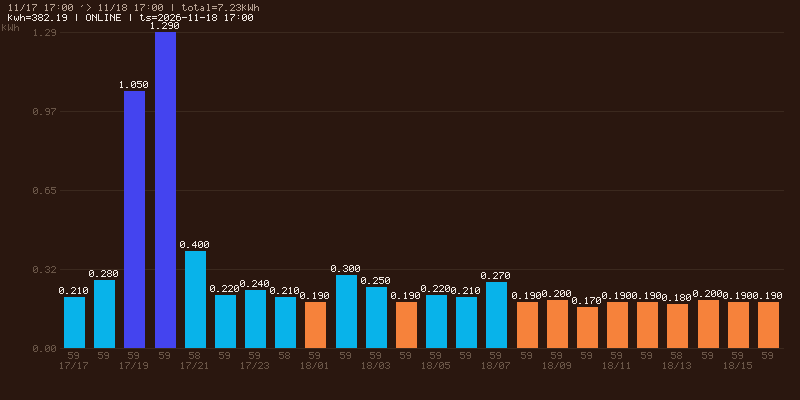 11/17 17:00 -> 11/18 17:00 | total=7.23kWh
Kwh=382.19 | ONLINE | ts=2026-11-18 17:00
kWh
1.29
0.97
0.65
0.32
0.00
0.210 0.280 1.050 1.290 0.400 0.220 0.240 0.210 0.190 0.300 0.250 0.190 0.220 0.210 0.270 0.190 0.200 0.170 0.190 0.190 0.180 0.200 0.190 0.190
59 59 59 59 58 59 59 58 59 59 59 59 59 59 59 59 59 59 59 59 58 59 59 59
17/17 17/19 17/21 17/23 18/01 18/03 18/05 18/07 18/09 18/11 18/13 18/15